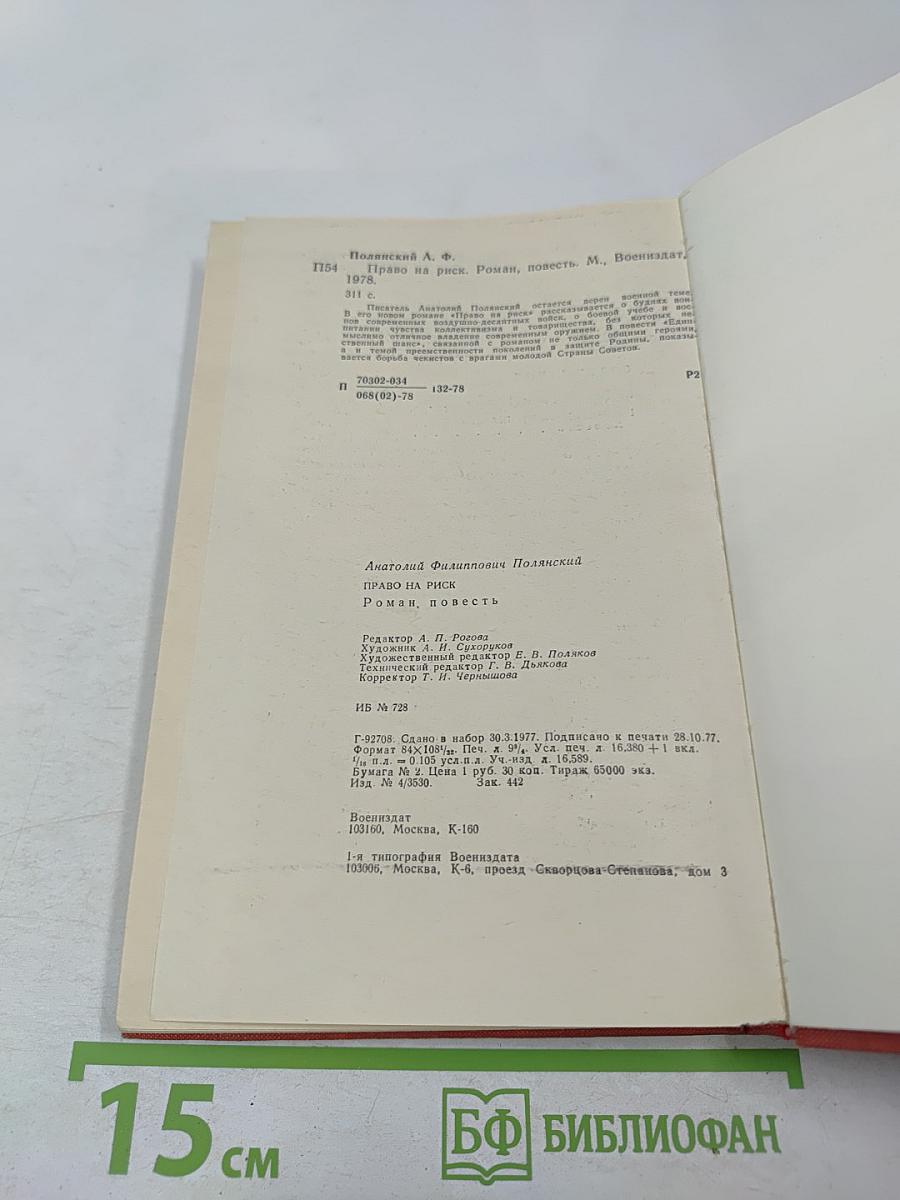 Полянский А. Ф.
П54 Право на риск. Роман, повесть. М., Воениздат,
1978.
311 с.
Писатель Анатолий Полянский остается верен военной теме.
В его новом романе «Право на риск» рассказывается о буднях вои-
нов современных воздушно-десантных войск, о боевой учебе и вос-
питании чувства коллективизма и товарищества, без которых не-
мыслимо отличное владение современным оружием. В повести «Един-
ственный шанс», связанной с романом не только общими героями,
а и темой преемственности поколений в защите Родины, показы-
вается борьба чекистов с врагами молодой Страны Советов.
П 70302-034 132-78 Р2
068(02)-78
Анатолий Филиппович Полянский
ПРАВО НА РИСК
Роман, повесть
Редактор А. П. Рогова
Художник А. И. Сухоруков
Художественный редактор Е. В. Поляков
Технический редактор Г. В. Дьякова
Корректор Т. И. Чернышова
ИБ № 728
Г-92708. Сдано в набор 30.3.1977. Подписано к печати 28.10.77.
Формат 84×108¹/₃₂. Печ. л. 9³/₄. Усл. печ. л. 16,380 + 1 вкл.
¹/₁₆ п.л. = 0.105 усл.п.л. Уч.-изд. л. 16,589.
Бумага № 2. Цена 1 руб. 30 коп. Тираж 65000 экз.
Изд. № 4/3530. Зак. 442
Воениздат
103160, Москва, К-160
1-я типография Воениздата
103006, Москва, К-6, проезд Скворцова-Степанова, дом 3
15 см
БФ БИБЛИОФАН